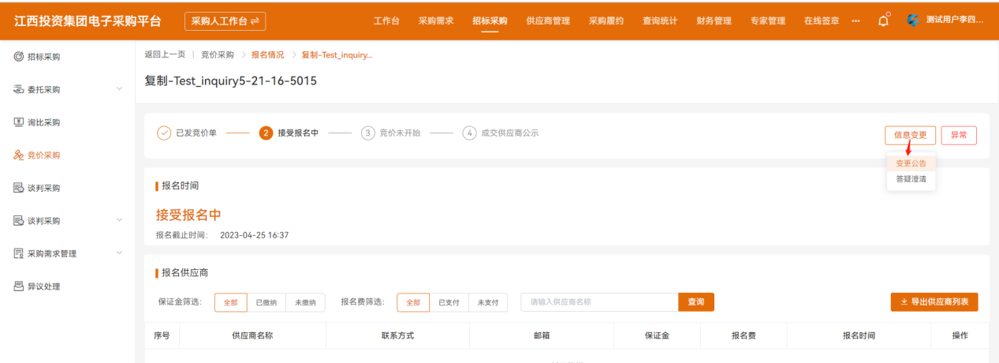 江西投资集团电子采购平台 采购人工作台 工作台 采购需求 招标采购 供应商管理 采购履约 查询统计 财务管理 专家管理 在线签章 ··· 测试用户李四...
招标采购
委托采购
询比采购
竞价采购
谈判采购
谈判采购
采购需求管理
异议处理
返回上一页 | 竞价采购 > 报名情况 > 复制-Test_inquiry...
复制-Test_inquiry5-21-16-5015
已发竞价单 2 接受报名中 3 竞价未开始 4 成交供应商公示
信息变更 异常
变更公告
答疑澄清
报名时间
接受报名中
报名截止时间: 2023-04-25 16:37
报名供应商
保证金筛选: 全部 已缴纳 未缴纳 报名费筛选: 全部 已支付 未支付 请输入供应商名称 查询 导出供应商列表
序号 供应商名称 联系方式 邮箱 保证金 报名费 报名时间 操作